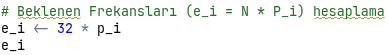 # Beklenen Frekansları (e_i = N * P_i) hesaplama
e_i <- 32 * p_i
e_i